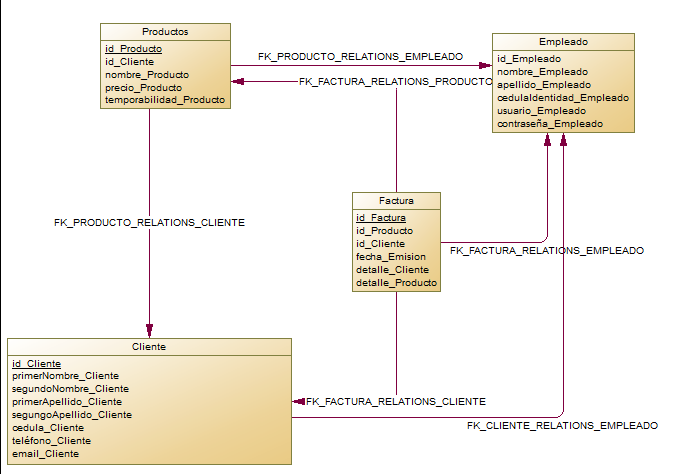 Productos
id_Producto
id_Cliente
nombre_Producto
precio_Producto
temporabilidad_Producto
FK_PRODUCTO_RELATIONS_EMPLEADO
FK_FACTURA_RELATIONS_PRODUCTO
Empleado
id_Empleado
nombre_Empleado
apellido_Empleado
cedulaIdentidad_Empleado
usuario_Empleado
contraseña_Empleado
FK_PRODUCTO_RELATIONS_CLIENTE
Factura
id_Factura
id_Producto
id_Cliente
fecha_Emision
detalle_Cliente
detalle_Producto
FK_FACTURA_RELATIONS_EMPLEADO
Cliente
id_Cliente
primerNombre_Cliente
segundoNombre_Cliente
primerApellido_Cliente
segungoApellido_Cliente
cedula_Cliente
teléfono_Cliente
email_Cliente
FK_FACTURA_RELATIONS_CLIENTE
FK_CLIENTE_RELATIONS_EMPLEADO